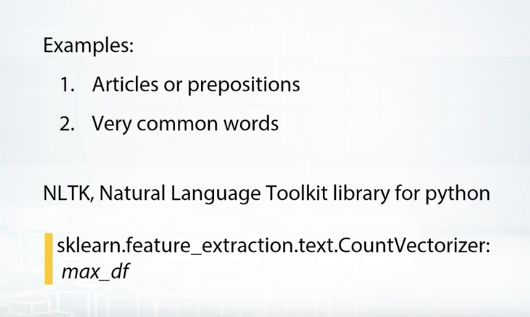 Examples:
1. Articles or prepositions
2. Very common words
NLTK, Natural Language Toolkit library for python
sklearn.feature_extraction.text.CountVectorizer:
max_df